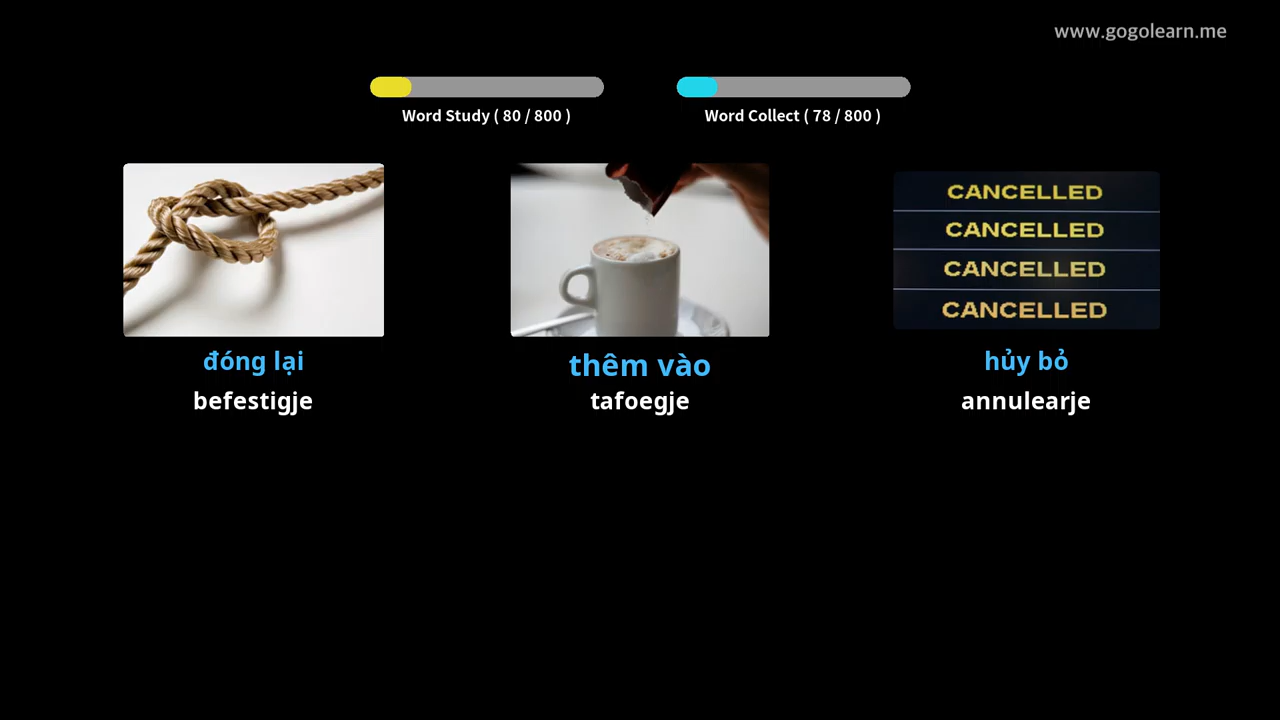 www.gogolearn.me
Word Study ( 80 / 800 )
Word Collect ( 78 / 800 )
CANCELLED
CANCELLED
CANCELLED
CANCELLED
đóng lại
thêm vào
hủy bỏ
befestigje
tafoegje
annulearje